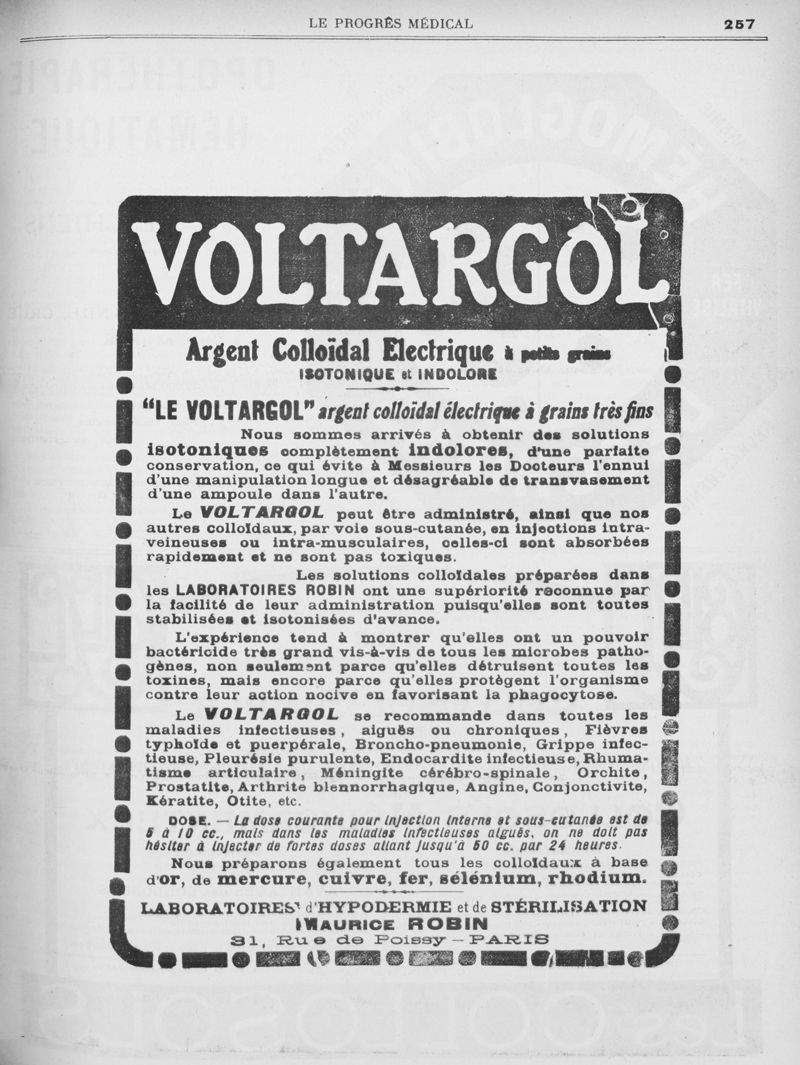 LE PROGRÊS MÉDICAL 257
VOLTARGOL
Argent Colloïdal Electrique à petits grains
ISOTONIQUE et INDOLORE
"LE VOLTARGOL" argent colloïdal électrique à grains très fins
Nous sommes arrivés à obtenir des solutions
isotoniques complètement indolores, d'une parfaite
conservation, ce qui évite à Messieurs les Docteurs l'ennui
d'une manipulation longue et désagréable de transvasement
d'une ampoule dans l'autre.
Le VOLTARGOL peut être administré, ainsi que nos
autres colloïdaux, par voie sous-cutanée, en injections intra-
veineuses ou intra-musculaires, celles-ci sont absorbées
rapidement et ne sont pas toxiques.
Les solutions colloïdales préparées dans
les LABORATOIRES ROBIN ont une supériorité reconnue par
la facilité de leur administration puisqu'elles sont toutes
stabilisées et isotonisées d'avance.
L'expérience tend à montrer qu'elles ont un pouvoir
bactéricide très grand vis-à-vis de tous les microbes patho-
gènes, non seulement parce qu'elles détruisent toutes les
toxines, mais encore parce qu'elles protègent l'organisme
contre leur action nocive en favorisant la phagocytose.
Le VOLTARGOL se recommande dans toutes les
maladies infectieuses, aiguës ou chroniques, Fièvres
typhoïde et puerpérale, Broncho-pneumonie, Grippe infec-
tieuse, Pleurésie purulente, Endocardite infectieuse, Rhuma-
tisme articulaire, Méningite cérébro-spinale, Orchite,
Prostatite, Arthrite blennorrhagique, Angine, Conjonctivite,
Kératite, Otite, etc.
DOSE. — La dose courante pour injection interne et sous-cutanée est de
5 à 10 cc., mais dans les maladies infectieuses aiguës, on ne doit pas
hésiter à injecter de fortes doses allant jusqu'à 50 cc. par 24 heures.
Nous préparons également tous les colloïdaux à base
d'or, de mercure, cuivre, fer, sélénium, rhodium.
LABORATOIRES d'HYPODERMIE et de STÉRILISATION
MAURICE ROBIN
31, Rue de Poissy — PARIS